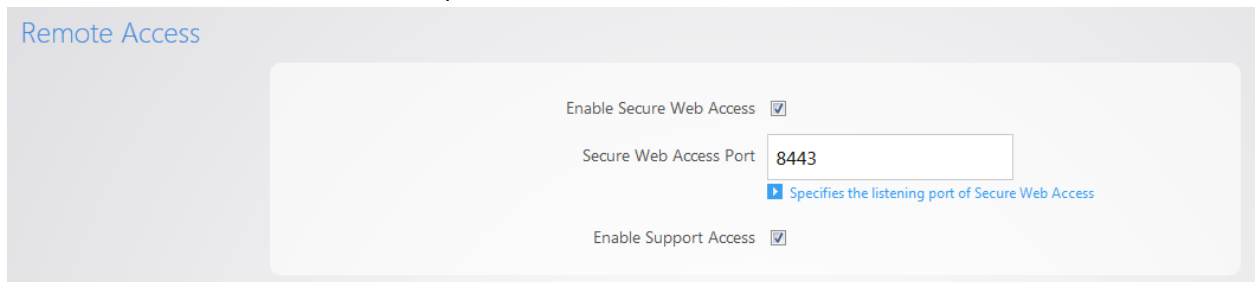 Remote Access
Enable Secure Web Access
Secure Web Access Port 8443
Specifies the listening port of Secure Web Access
Enable Support Access